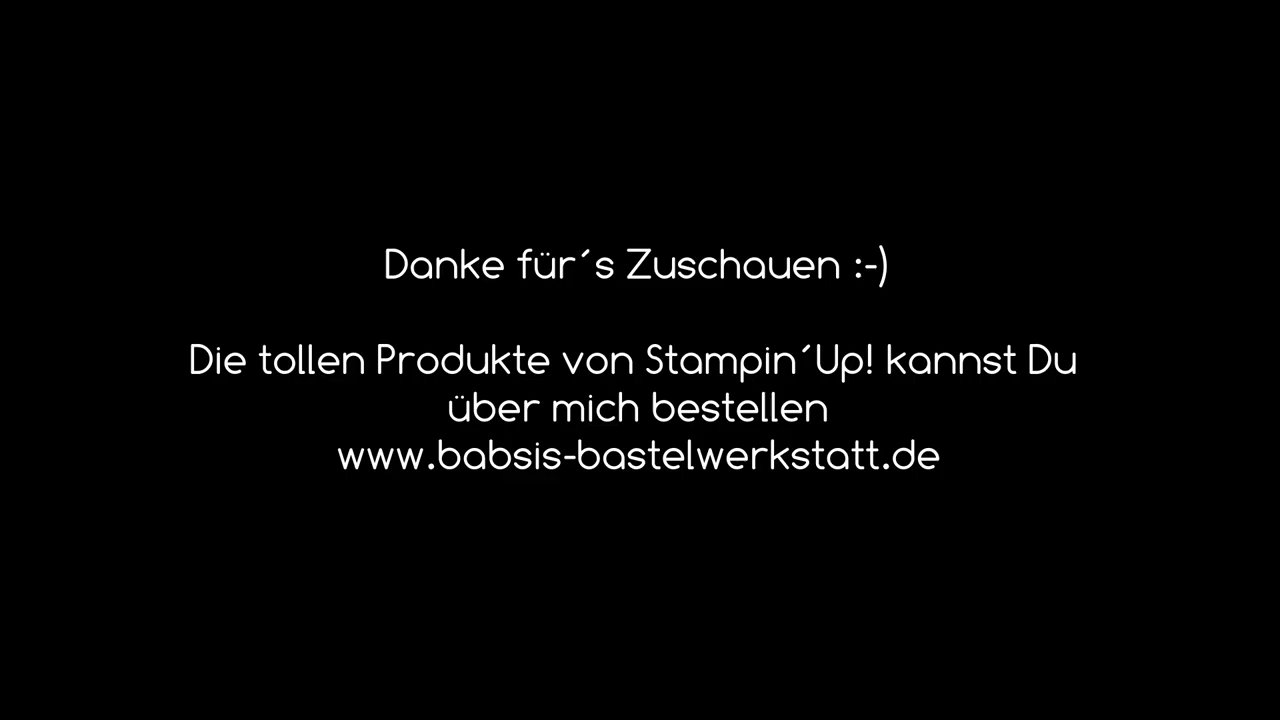 Danke für´s Zuschauen :-)
Die tollen Produkte von Stampin´Up! kannst Du
über mich bestellen
www.babsis-bastelwerkstatt.de